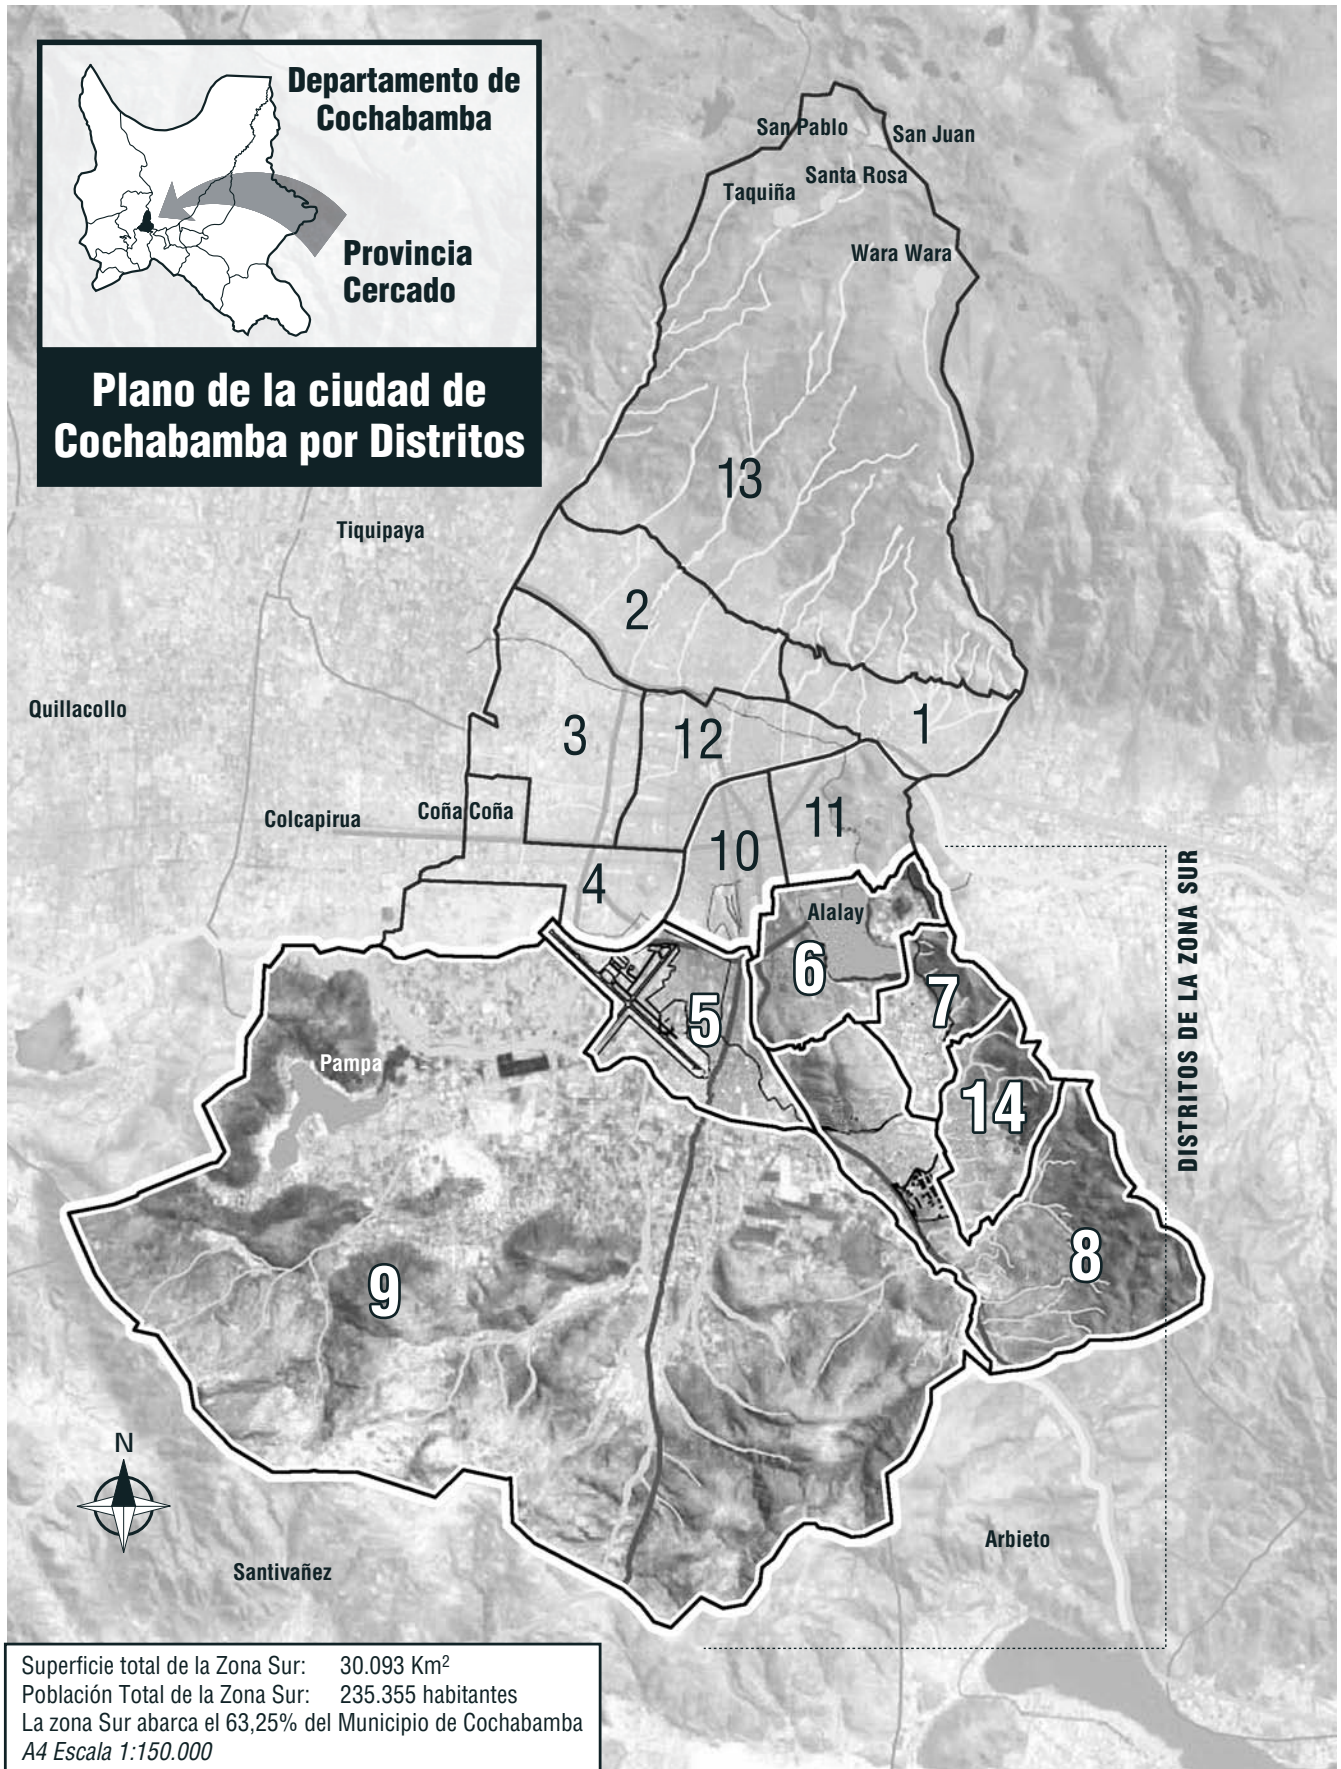 Departamento de
Cochabamba
Provincia
Cercado
Plano de la ciudad de
Cochabamba por Distritos
San Pablo
San Juan
Santa Rosa
Taquiña
Wara Wara
13
Tiquipaya
2
Quillacollo
3
12
1
Colcapirua
Coña Coña
11
10
4
Alalay
6
7
5
Pampa
14
8
9
DISTRITOS DE LA ZONA SUR
N
Arbieto
Santivañez
Superficie total de la Zona Sur: 30.093 Km²
Población Total de la Zona Sur: 235.355 habitantes
La zona Sur abarca el 63,25% del Municipio de Cochabamba
A4 Escala 1:150.000